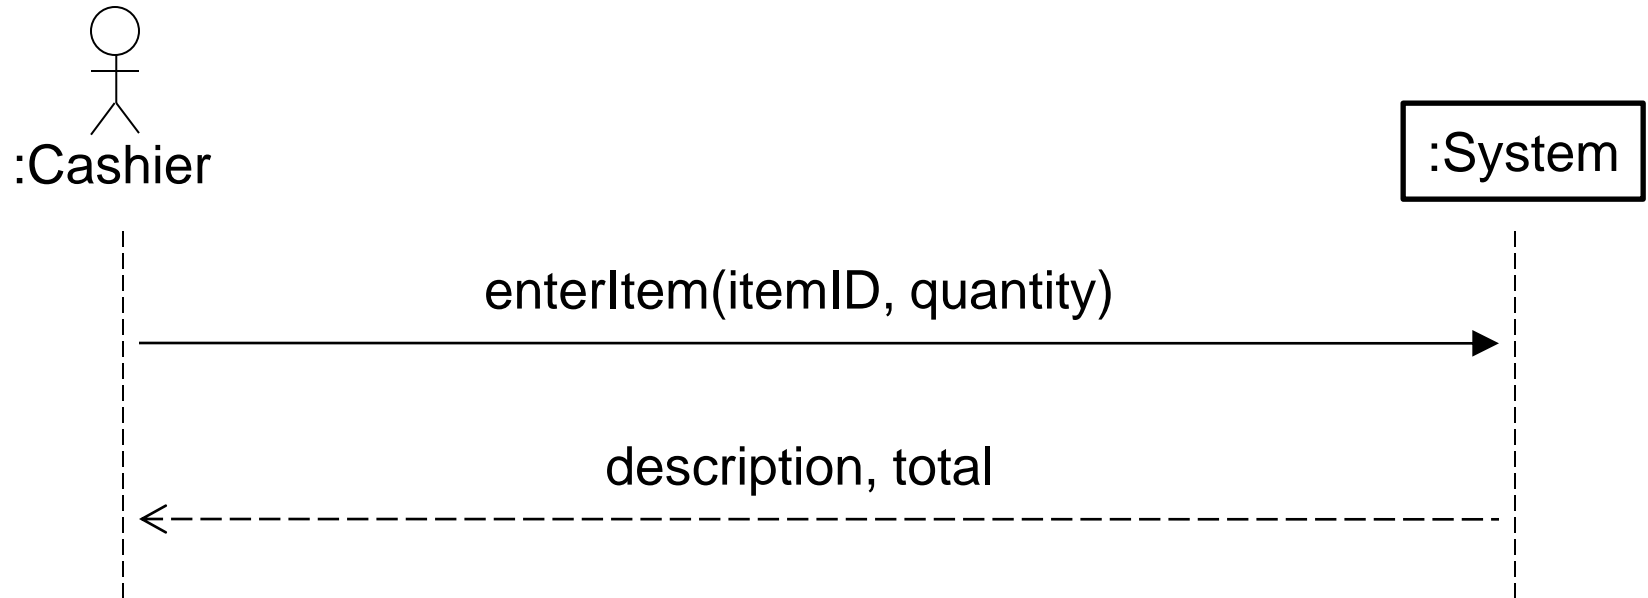 :Cashier
:System
enterItem(itemID, quantity)
description, total